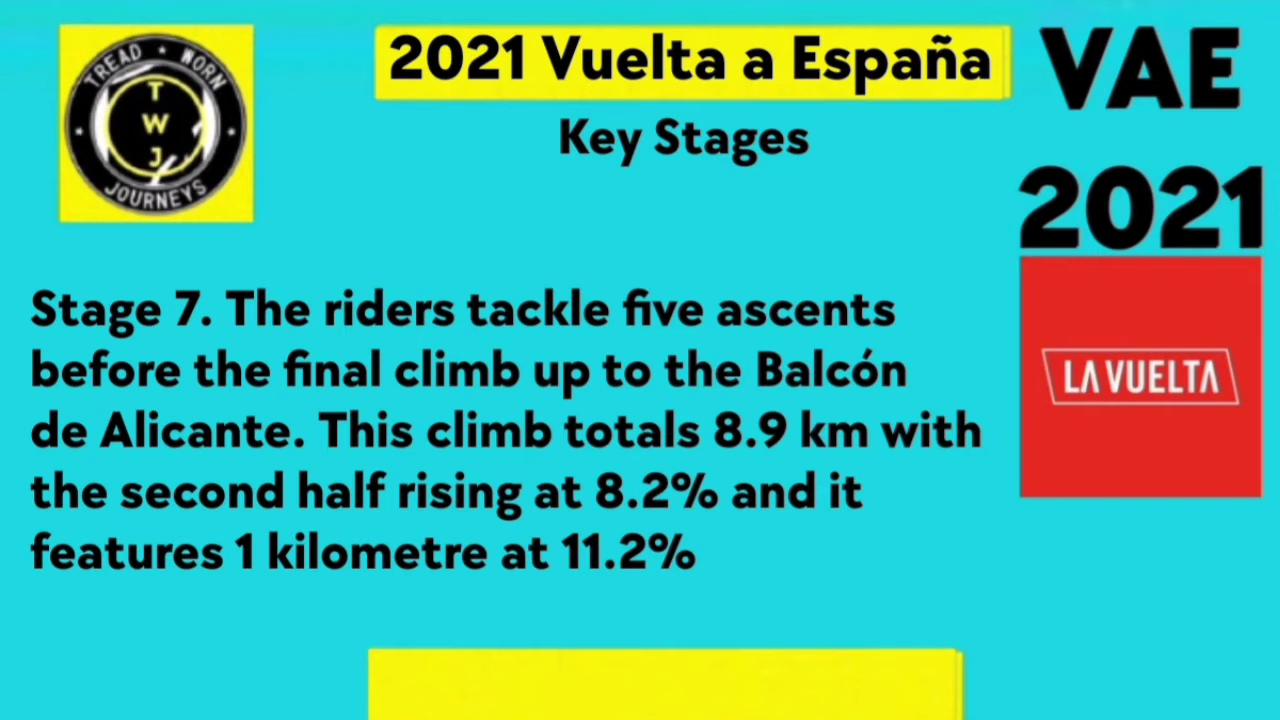 TREAD ★ WORN
T
W
J
JOURNEYS
2021 Vuelta a España
Key Stages
VAE
2021
LA VUELTA
Stage 7. The riders tackle five ascents
before the final climb up to the Balcón
de Alicante. This climb totals 8.9 km with
the second half rising at 8.2% and it
features 1 kilometre at 11.2%